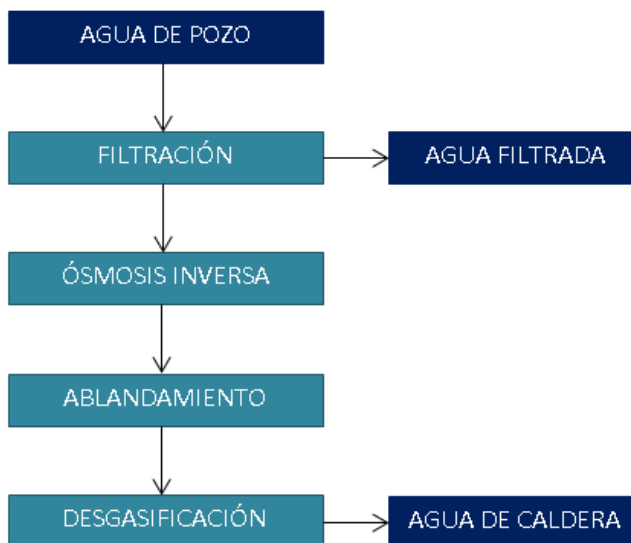 AGUA DE POZO
FILTRACIÓN
AGUA FILTRADA
ÓSMOSIS INVERSA
ABLANDAMIENTO
DESGASIFICACIÓN
AGUA DE CALDERA